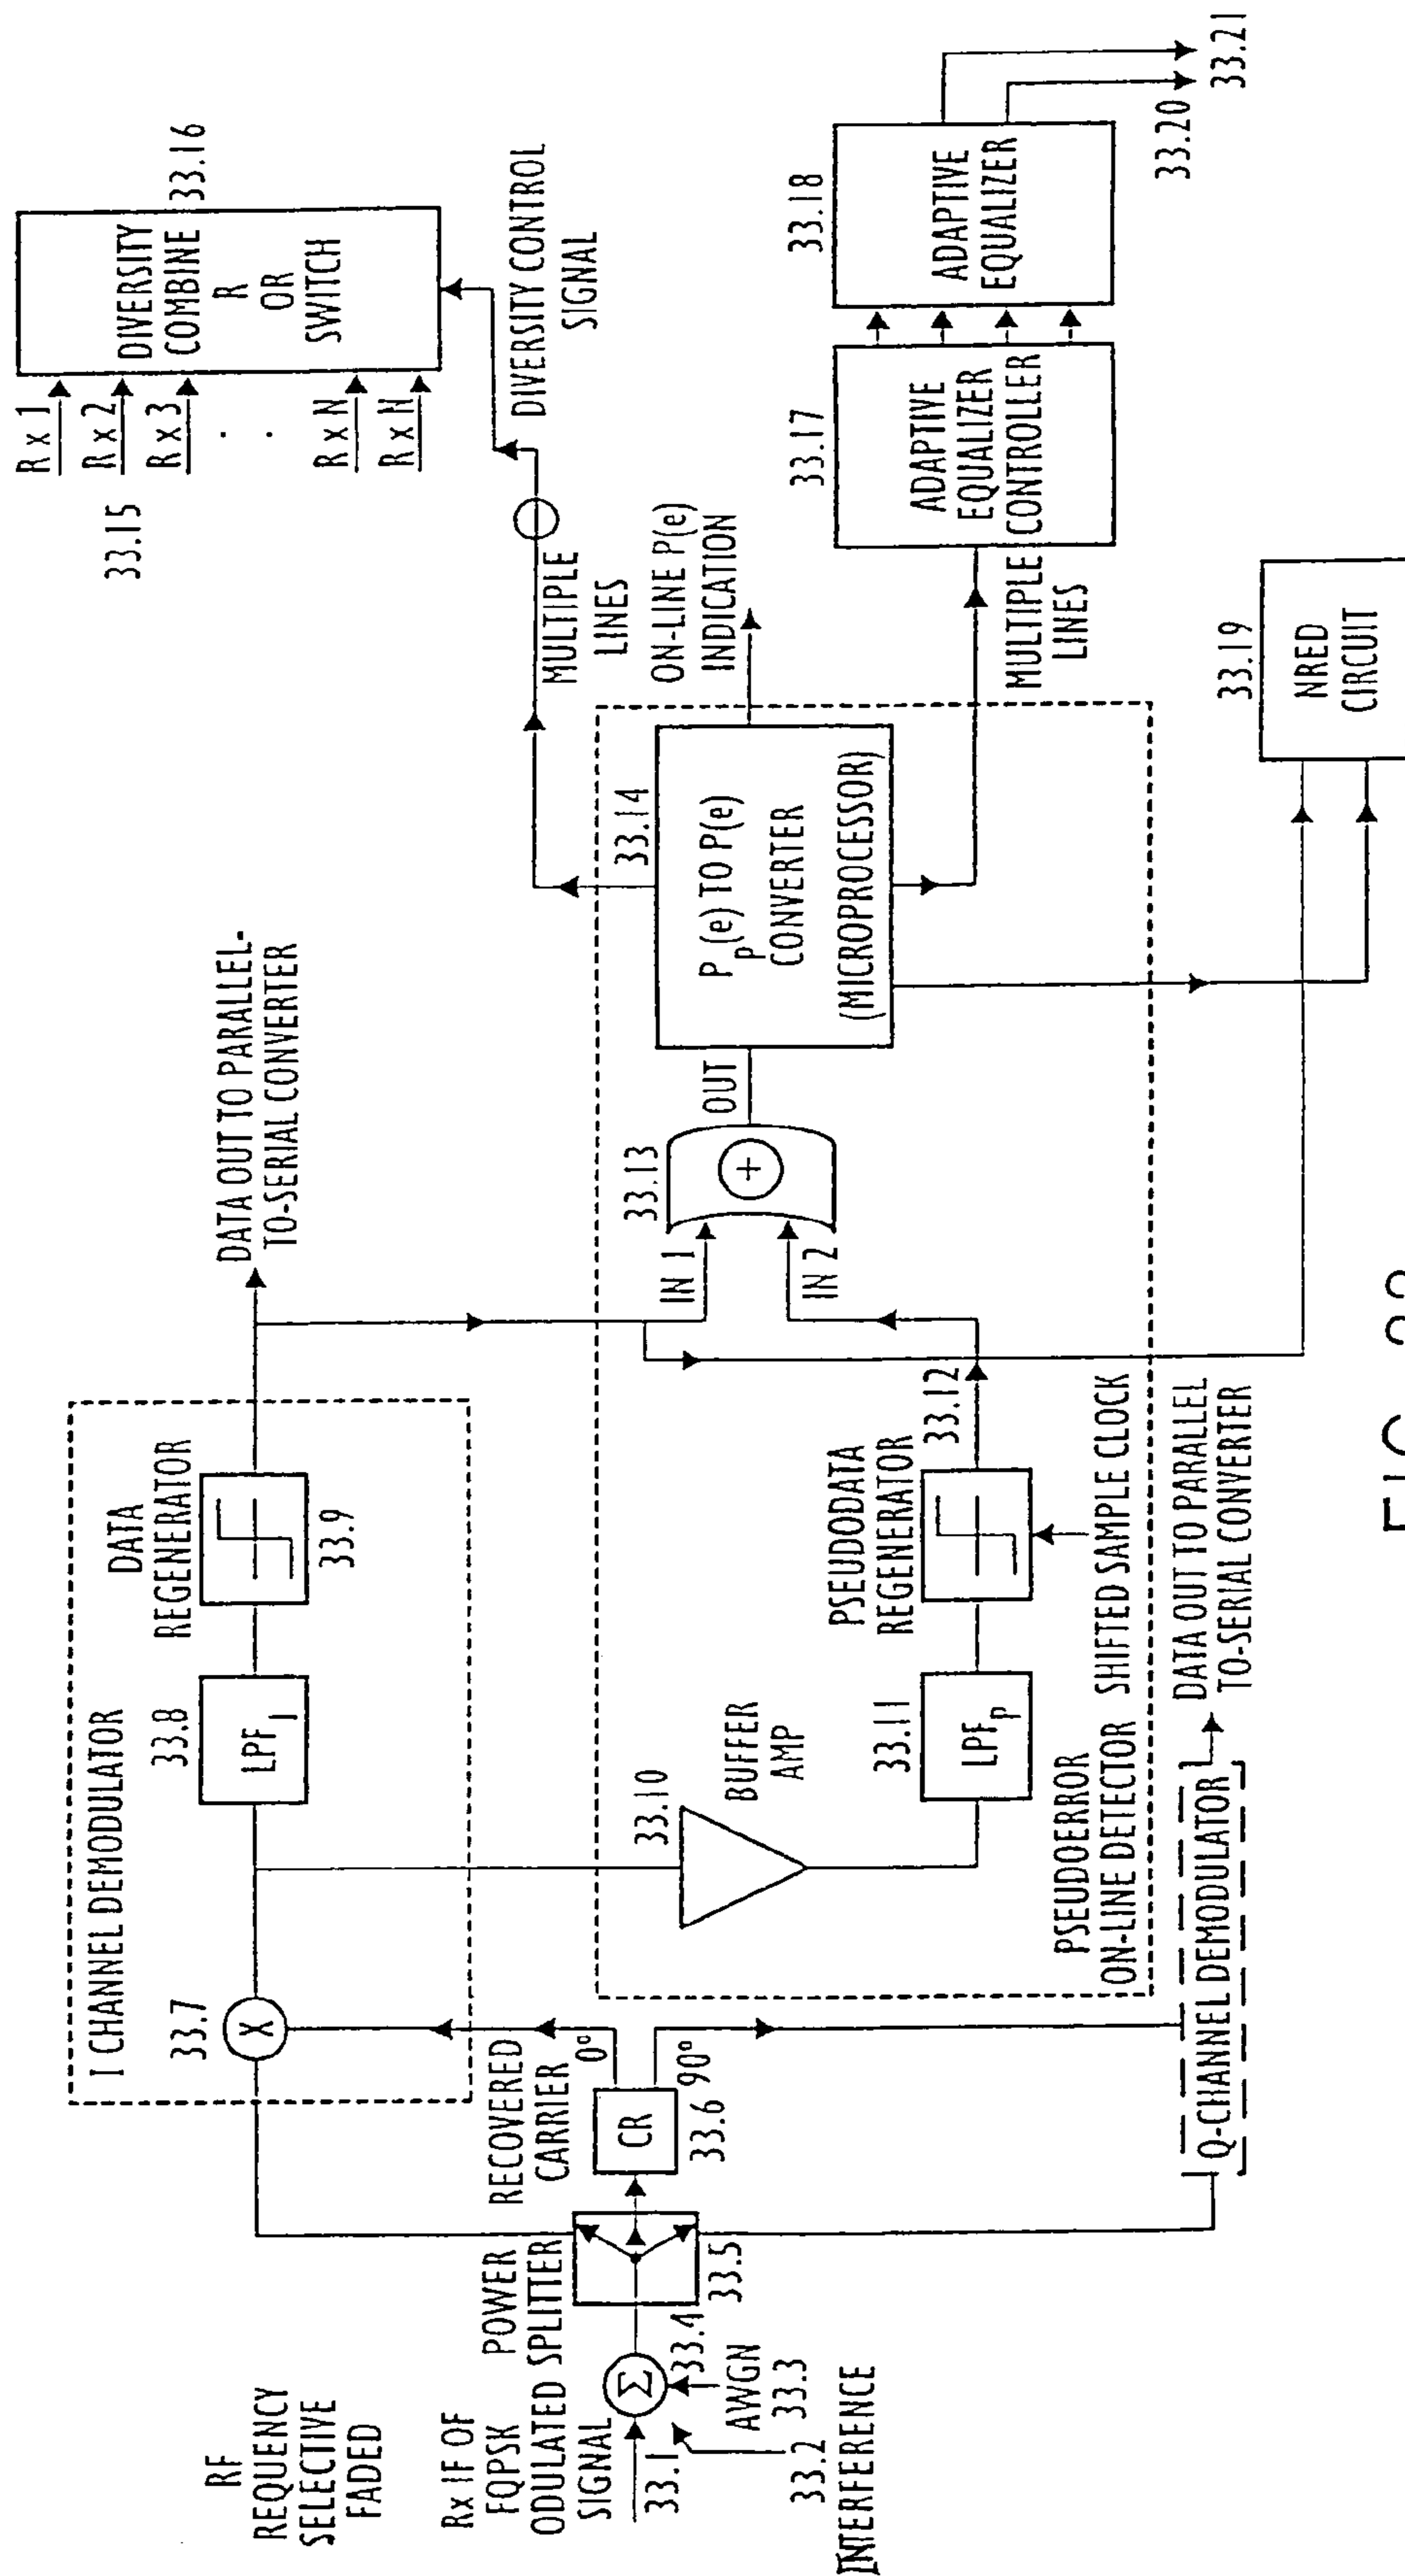 RF
REQUENCY
SELECTIVE
FADED
Rx IF OF
FQPSK
ODULATED
SIGNAL
33.1
33.2
INTERFERENCE
AWGN
33.3
33.4
Σ
POWER
SPLITTER
33.5
RECOVERED
CARRIER
CR
33.6
0°
90°
I CHANNEL DEMODULATOR
33.7
X
33.8
LPF I
DATA
REGENERATOR
33.9
DATA OUT TO PARALLEL-
TO-SERIAL CONVERTER
33.10
BUFFER
AMP
33.11
LPF p
PSEUDODATA
REGENERATOR
33.12
SHIFTED SAMPLE CLOCK
PSEUDOERROR
ON-LINE DETECTOR
Q-CHANNEL DEMODULATOR
DATA OUT TO PARALLEL
TO-SERIAL CONVERTER
IN 1
IN 2
33.13
+
OUT
33.14
P p(e) TO P(e)
CONVERTER
(MICROPROCESSOR)
MULTIPLE
LINES
ON-LINE P(e)
INDICATION
DIVERSITY CONTROL
SIGNAL
33.15
Rx 1
Rx 2
Rx 3
. .
Rx N
Rx N
DIVERSITY
COMBINE
R
OR
SWITCH
33.16
MULTIPLE
LINES
33.17
ADAPTIVE
EQUALIZER
CONTROLLER
33.18
ADAPTIVE
EQUALIZER
33.20
33.21
33.19
NRED
CIRCUIT